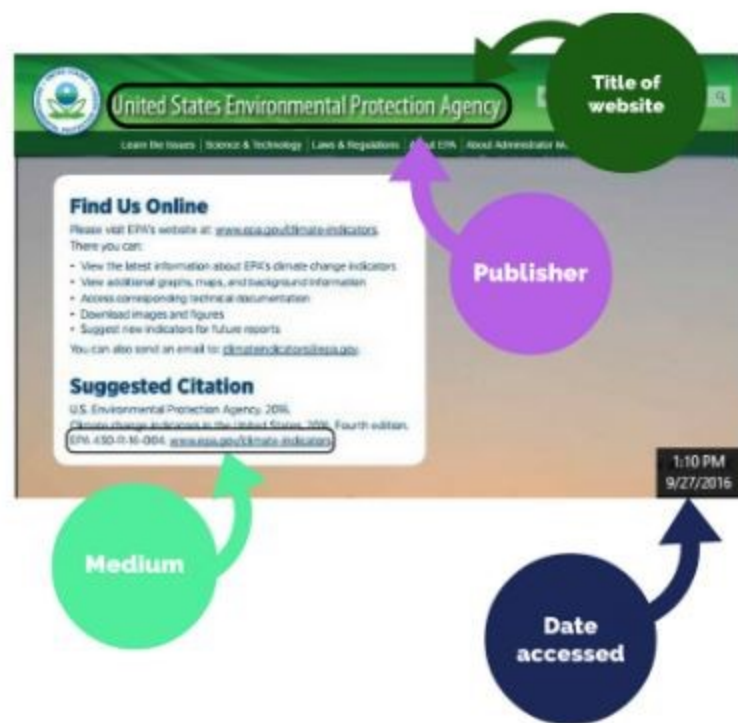 Title of
website
United States Environmental Protection Agency
Learn the Issues | Science & Technology | Laws & Regulations | About EPA | About Administrator
Publisher
Find Us Online
Please visit EPA's website at: www.epa.gov/climate-indicators.
There you can:
• View the latest information about EPA's climate change indicators
• View additional graphs, maps, and background information
• Access corresponding technical documentation
• Download images and figures
• Suggest new indicators for future reports
You can also send an email to: climateindicators@epa.gov.
Suggested Citation
U.S. Environmental Protection Agency. 2016.
Climate change indicators in the United States, 2016. Fourth edition.
EPA 430-R-16-004. www.epa.gov/climate-indicators.
1:10 PM
9/27/2016
Medium
Date
accessed